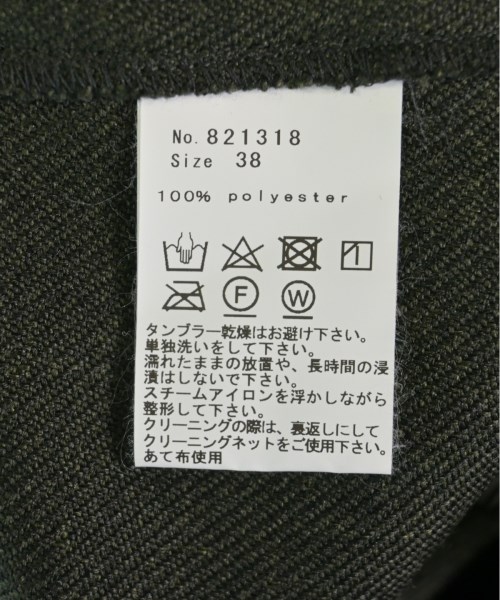 No. 821318
Size 38
100% polyester
F W
タンブラー乾燥はお避け下さい。
単独洗いをして下さい。
濡れたままの放置や、長時間の浸
漬はしないで下さい。
スチームアイロンを浮かしながら
整形して下さい。
クリーニングの際は、裏返しにして
クリーニングネットをご使用下さい。
あて布使用